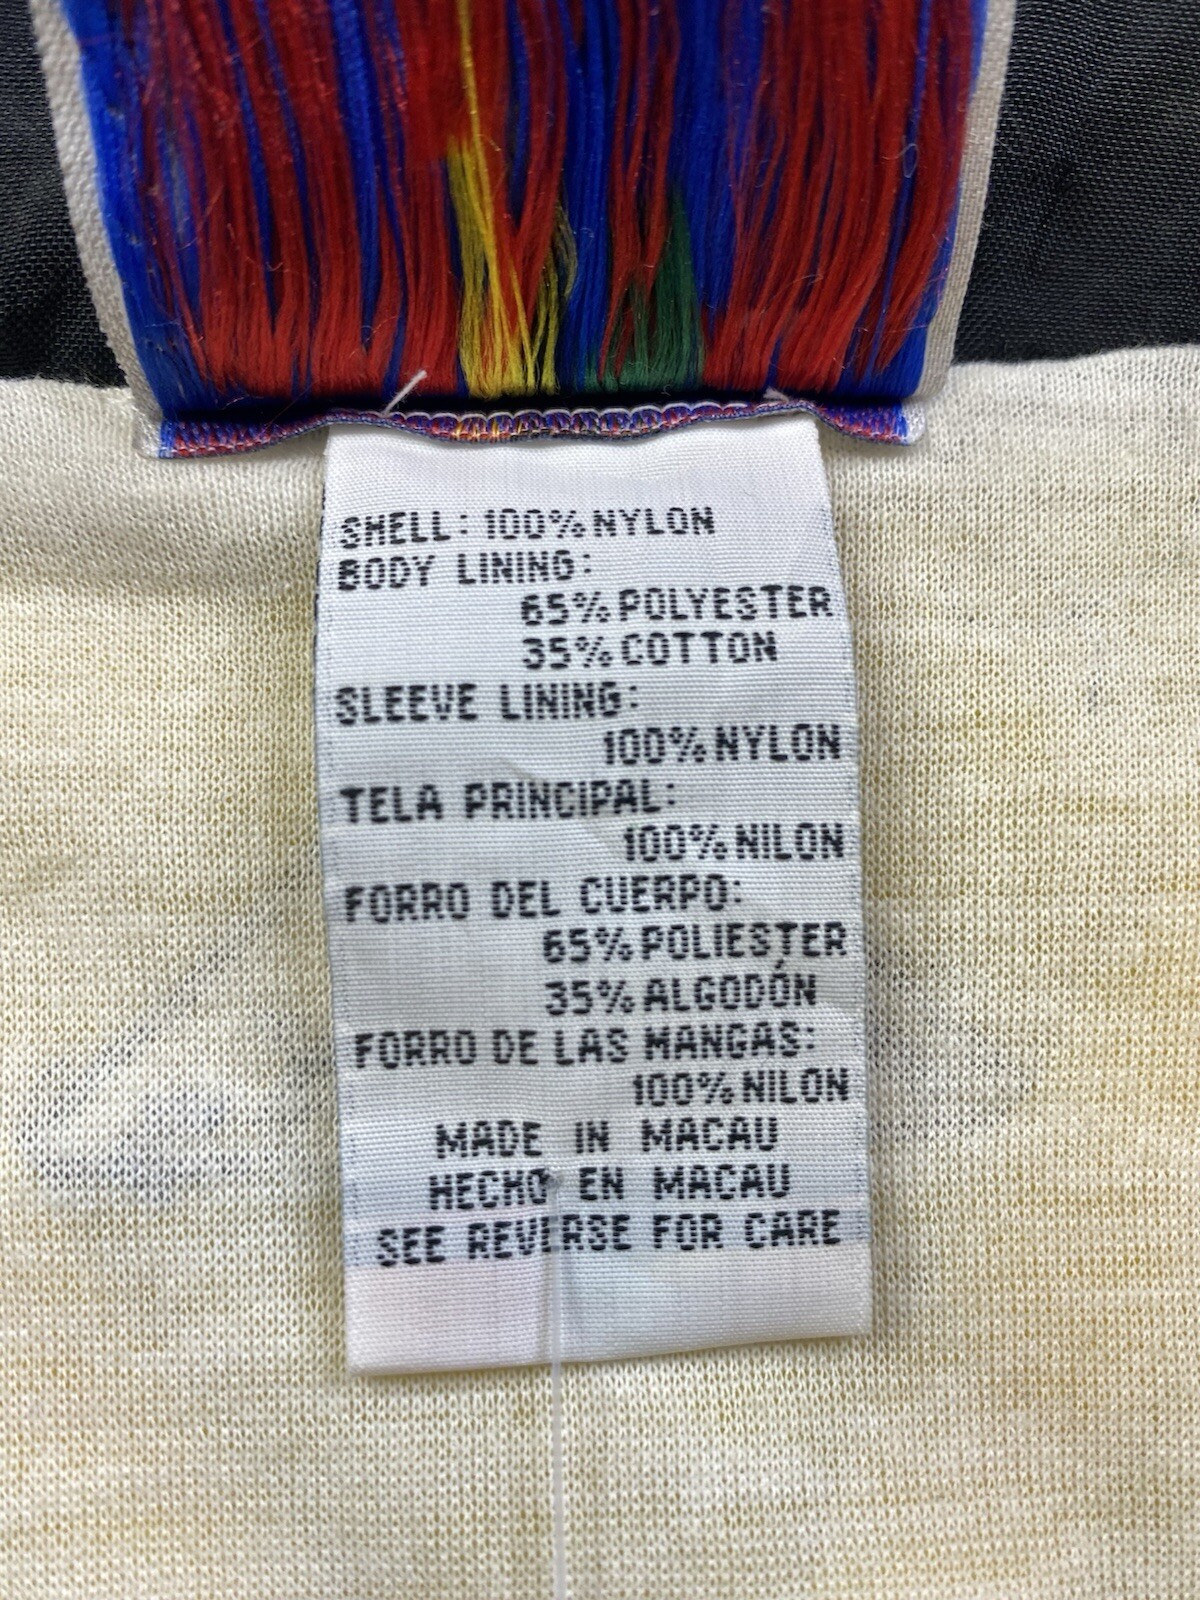 SHELL: 100% NYLON
BODY LINING:
65% POLYESTER
35% COTTON
SLEEVE LINING:
100% NYLON
TELA PRINCIPAL:
100% NILON
FORRO DEL CUERPO:
65% POLIESTER
35% ALGODÓN
FORRO DE LAS MANGAS:
100% NILON
MADE IN MACAU
HECHO EN MACAU
SEE REVERSE FOR CARE